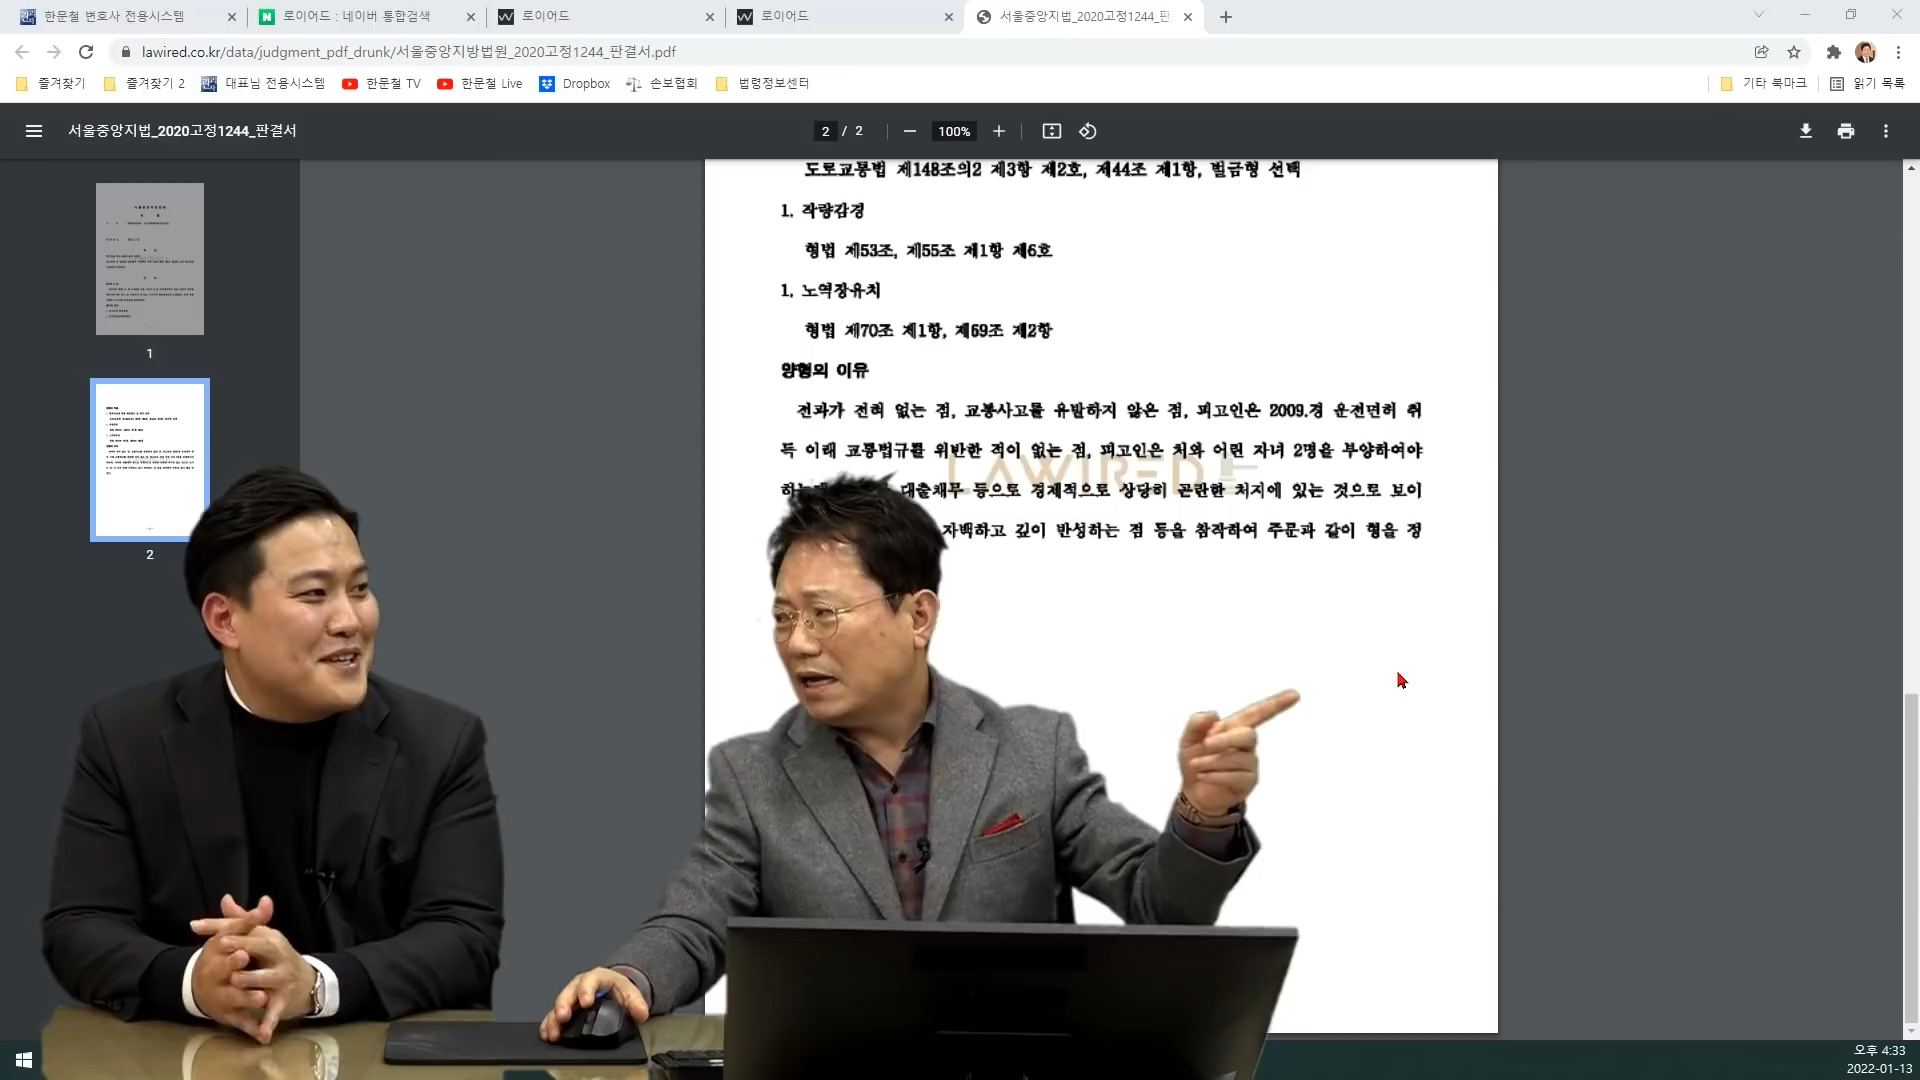 한문철 변호사 전용시스템
로이어드 : 네이버 통합검색
로이어드
로이어드
서울중앙지법_2020고정1244_판
lawired.co.kr/data/judgment_pdf_drunk/서울중앙지방법원_2020고정1244_판결서.pdf
즐겨찾기
즐겨찾기 2
대표님 전용시스템
한문철 TV
한문철 Live
Dropbox
손보협회
법령정보센터
기타 북마크
읽기 목록
서울중앙지법_2020고정1244_판결서
2 / 2
100%
도로교통법 제148조의2 제3항 제2호, 제44조 제1항, 벌금형 선택
1. 작량감경
형법 제53조, 제55조 제1항 제6호
1. 노역장유치
형법 제70조 제1항, 제69조 제2항
양형의 이유
전과가 전혀 없는 점, 교통사고를 유발하지 않은 점, 피고인은 2009.경 운전면허 취
득 이래 교통법규를 위반한 적이 없는 점, 피고인은 처와 어린 자녀 2명을 부양하여야
대출채무 등으로 경제적으로 상당히 곤란한 처지에 있는 것으로 보이
자백하고 깊이 반성하는 점 등을 참작하여 주문과 같이 형을 정
LAWIRED
1
2
오후 4:33
2022-01-13